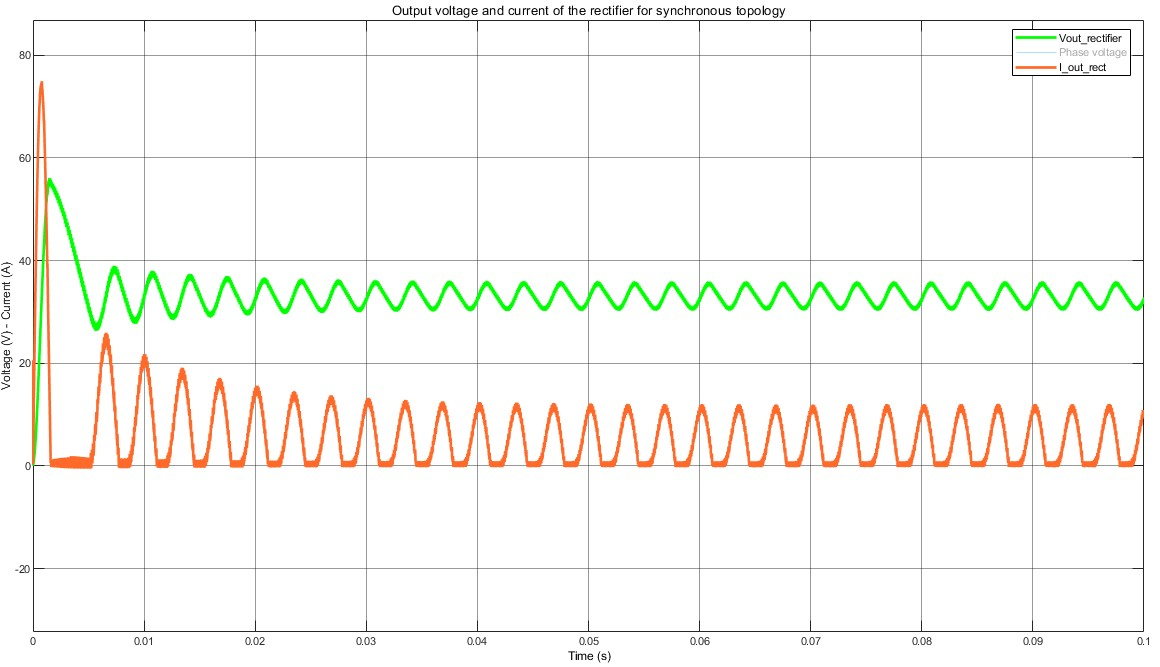 Output voltage and current of the rectifier for synchronous topology
Vout_rectifier
Phase voltage
I_out_rect
Voltage (V) - Current (A)
80
60
40
20
0
-20
0 0.01 0.02 0.03 0.04 0.05 0.06 0.07 0.08 0.09 0.1
Time (s)